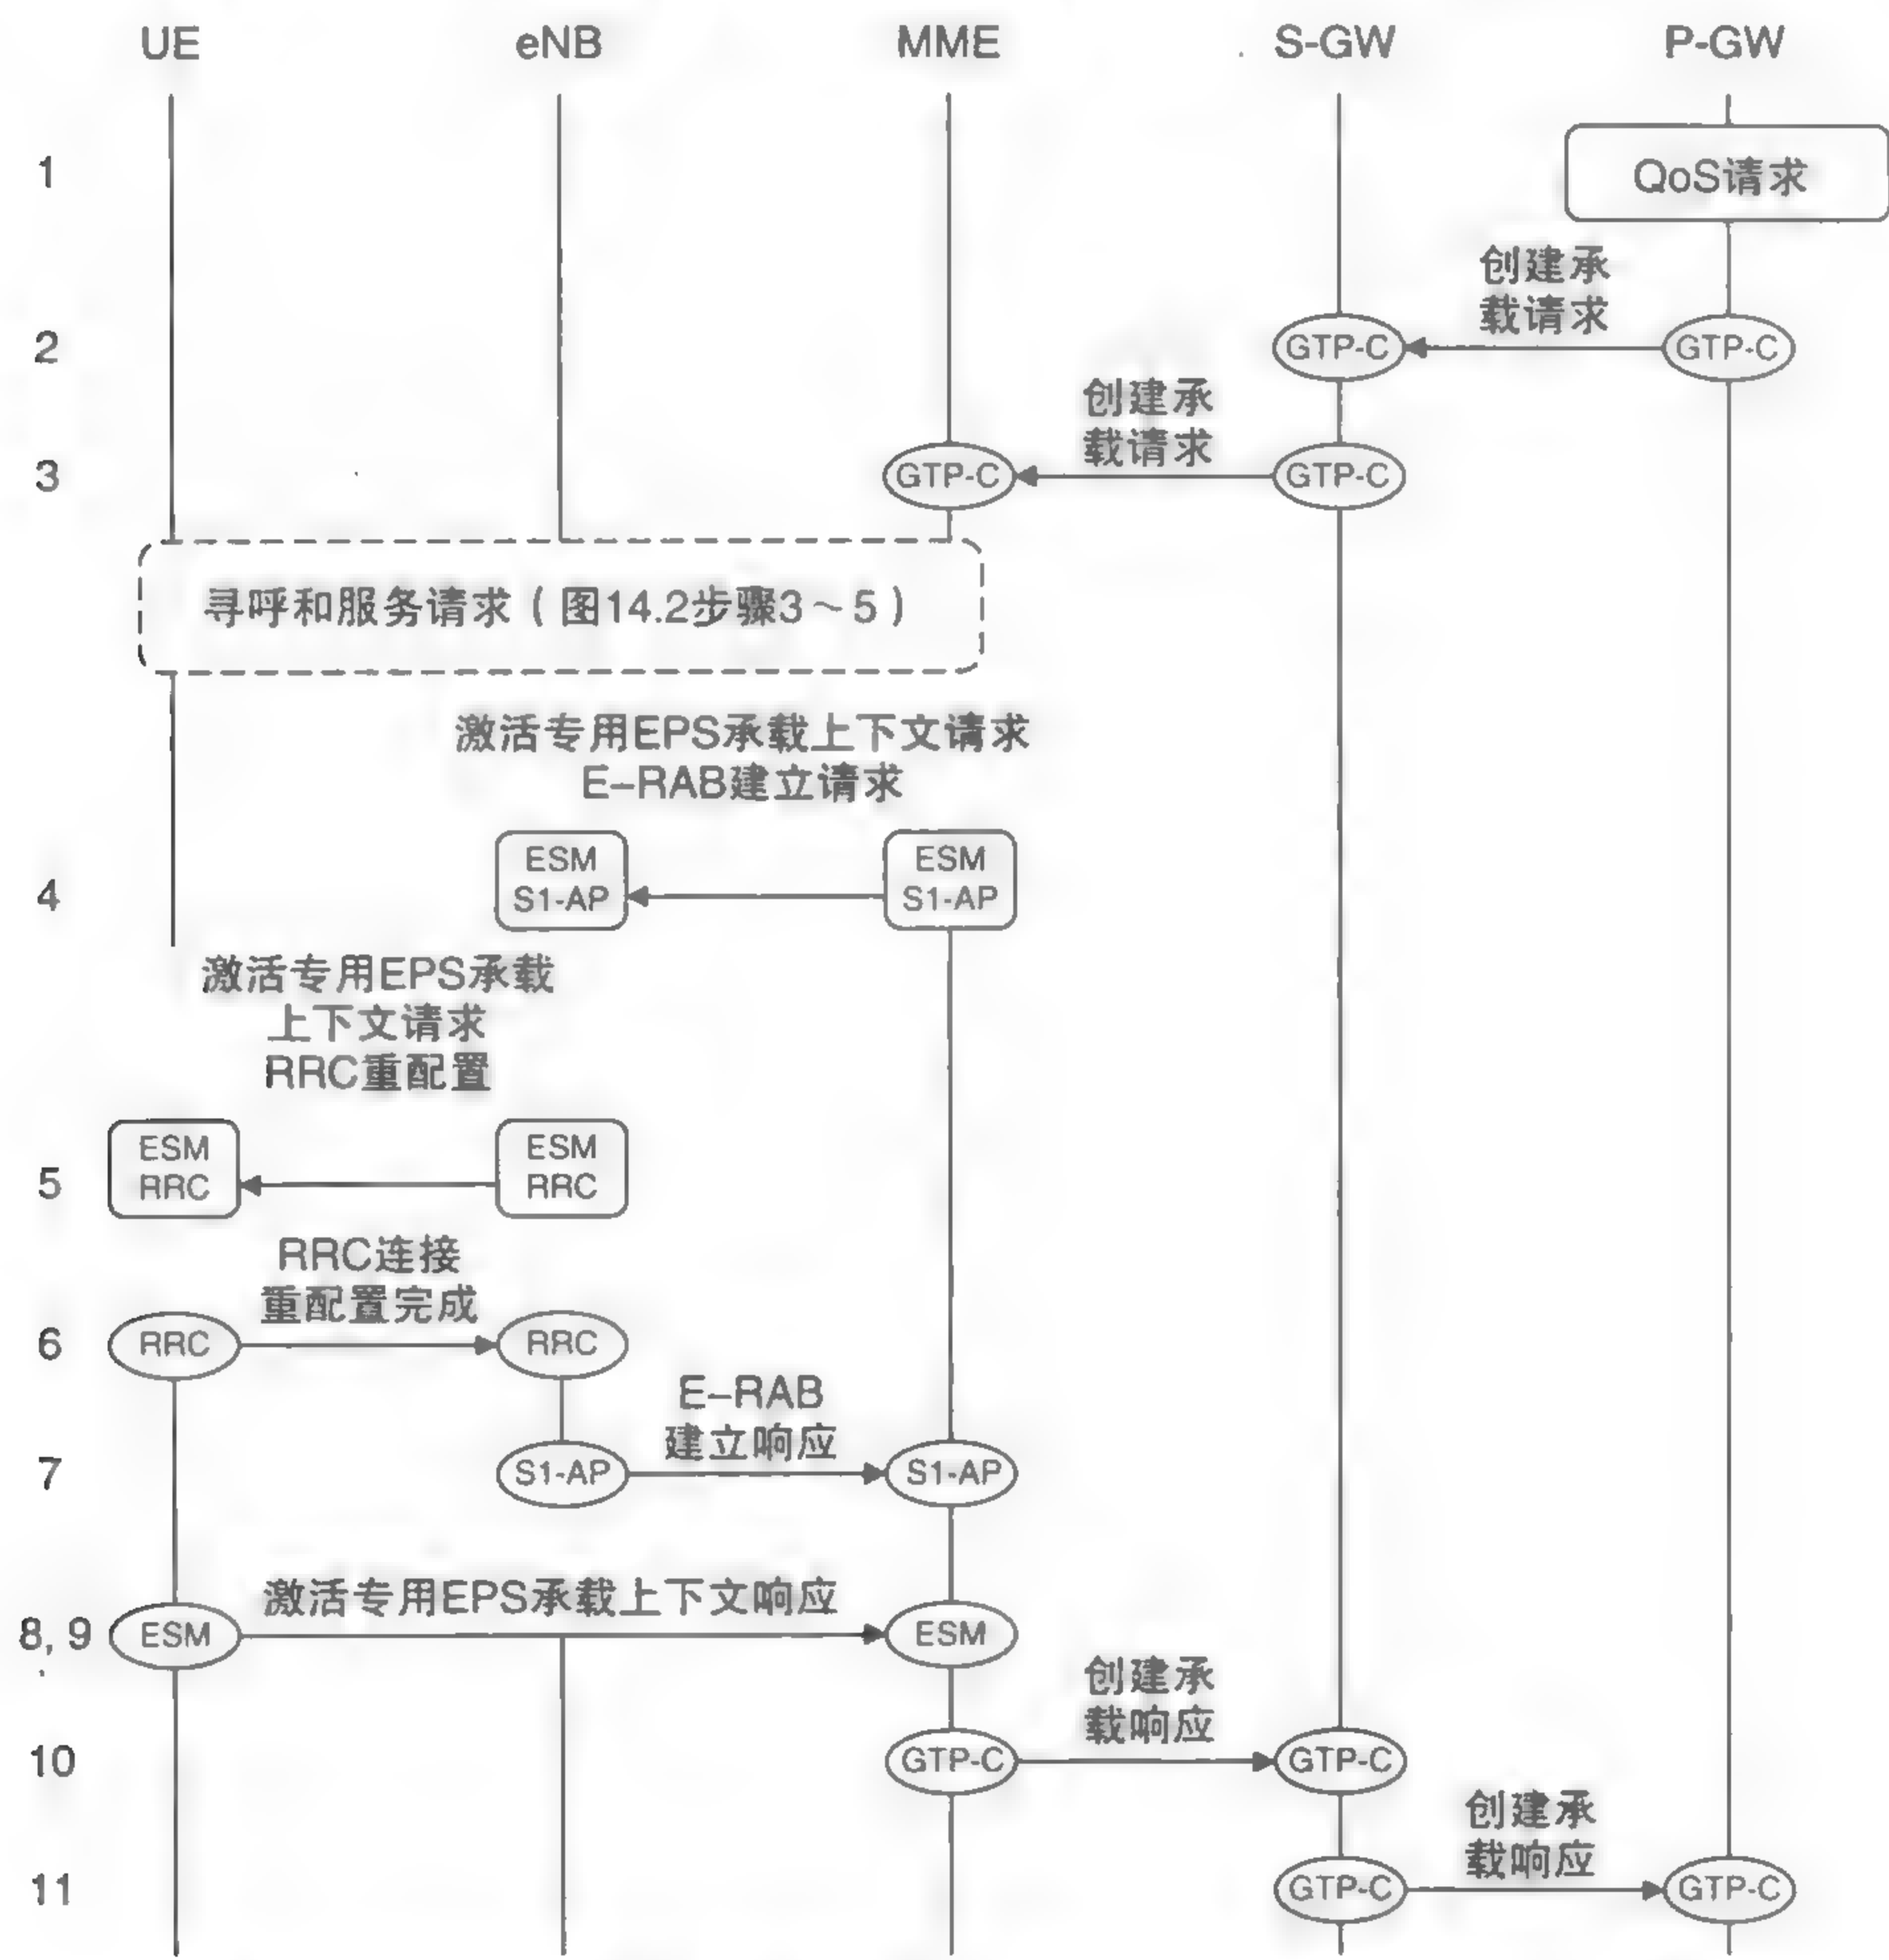 UE eNB MME S-GW P-GW
1
QoS请求
创建承
载请求
2
GTP-C GTP-C
创建承
载请求
3
GTP-C GTP-C
寻呼和服务请求（图14.2步骤3～5）
激活专用EPS承载上下文请求
E-RAB建立请求
4
ESM
S1-AP
ESM
S1-AP
激活专用EPS承载
上下文请求
RRC重配置
5
ESM
RRC
ESM
RRC
RRC连接
重配置完成
6
RRC RRC
E-RAB
建立响应
7
S1-AP S1-AP
激活专用EPS承载上下文响应
8, 9
ESM ESM
创建承
载响应
10
GTP-C GTP-C
创建承
载响应
11
GTP-C GTP-C